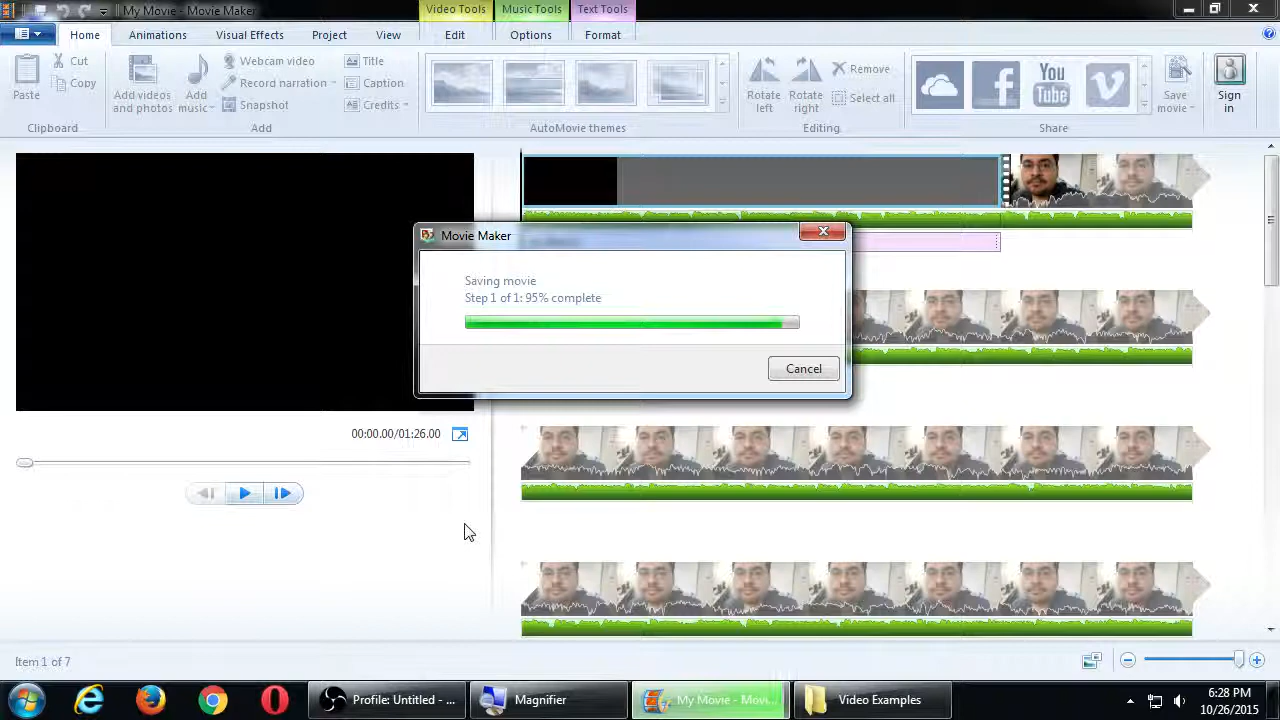 My Movie - Movie Maker
Video Tools
Music Tools
Text Tools
Home
Animations
Visual Effects
Project
View
Edit
Options
Format
Paste
Cut
Copy
Clipboard
Add videos
and photos
Add
music
Webcam video
Record narration
Snapshot
Title
Caption
Credits
Add
AutoMovie themes
Rotate
left
Rotate
right
Remove
Select all
Editing
You
Tube
Share
Save
movie
Sign
in
Movie Maker
Saving movie
Step 1 of 1: 95% complete
Cancel
00:00.00/01:26.00
Item 1 of 7
Profile: Untitled - ...
Magnifier
My Movie - Movi...
Video Examples
6:28 PM
10/26/2015